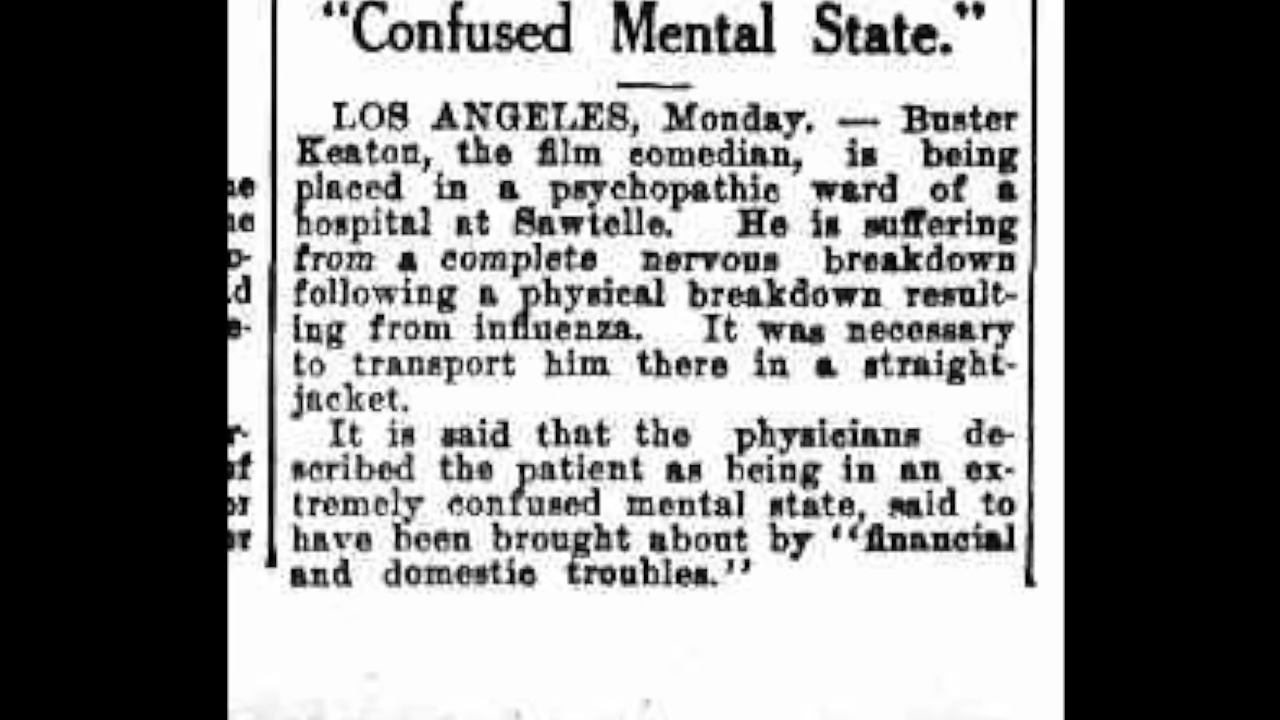 "Confused Mental State."
LOS ANGELES, Monday. — Buster
Keaton, the film comedian, is being
placed in a psychopathic ward of a
hospital at Sawtelle. He is suffering
from a complete nervous breakdown
following a physical breakdown result-
ing from influenza. It was necessary
to transport him there in a straight-
jacket.
It is said that the physicians de-
scribed the patient as being in an ex-
tremely confused mental state, said to
have been brought about by "financial
and domestic troubles."